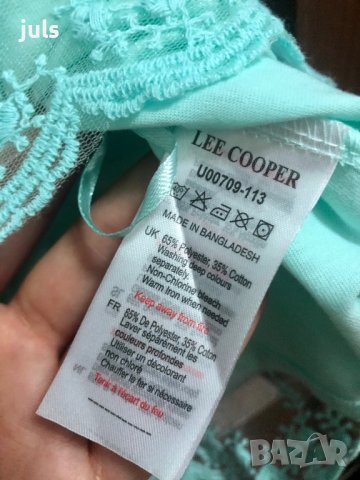 juls
LEE COOPER
U00709-113
MADE IN BANGLADESH
UK 65% Polyester, 35% Cotton
Washing deep colours
separately.
Non-Chlorine bleach
Warm Iron when needed
Keep away from fire
FR 65% De Polyester, 35% Cotton
Laver séparément les
couleurs profondes
Utiliser un décolorant
non chloré
Chauffer le fer si nécessaire
Tenir à l'écart du feu
BAZAR